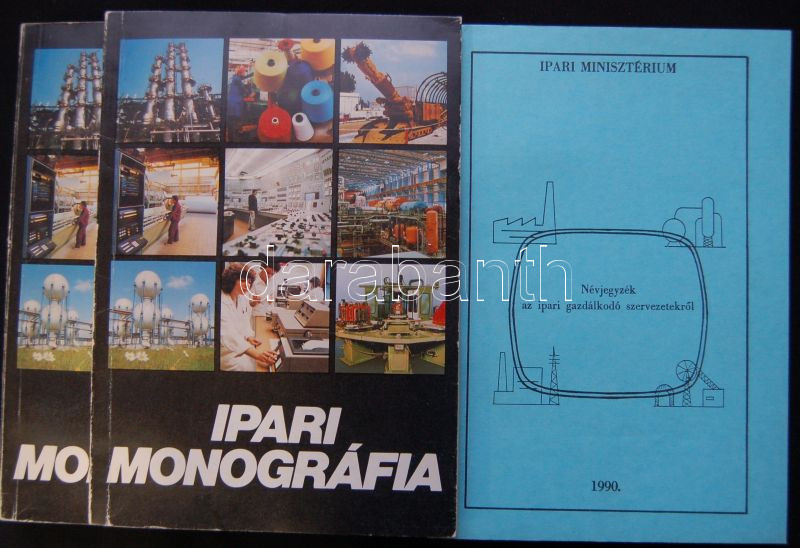 MO
IPARI
MONOGRÁFIA
IPARI MINISZTÉRIUM
Névjegyzék
az ipari gazdálkodó szervezetekről
1990.
darabanth